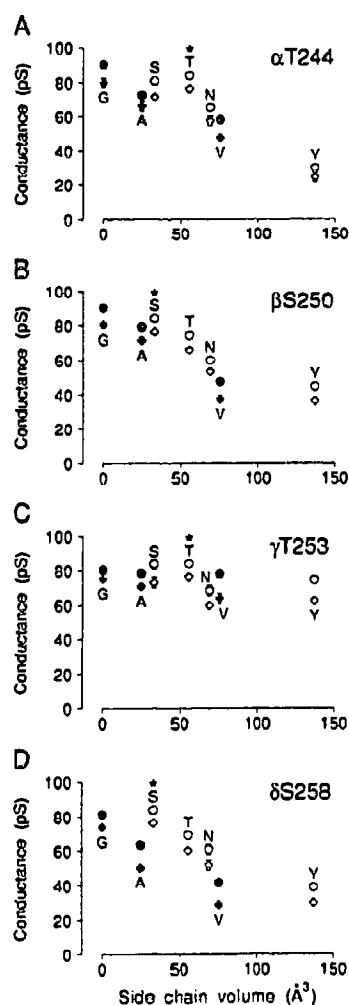 A
αT244
Conductance (pS)
100
80
60
40
20
0
G
A
S
T
N
V
Y
0
50
100
150
B
βS250
Conductance (pS)
100
80
60
40
20
0
G
A
S
T
N
V
Y
0
50
100
150
C
γT253
Conductance (pS)
100
80
60
40
20
0
G
A
S
T
N
V
Y
0
50
100
150
D
δS258
Conductance (pS)
100
80
60
40
20
0
G
A
S
T
N
V
Y
0
50
100
150
Side chain volume (Å³)